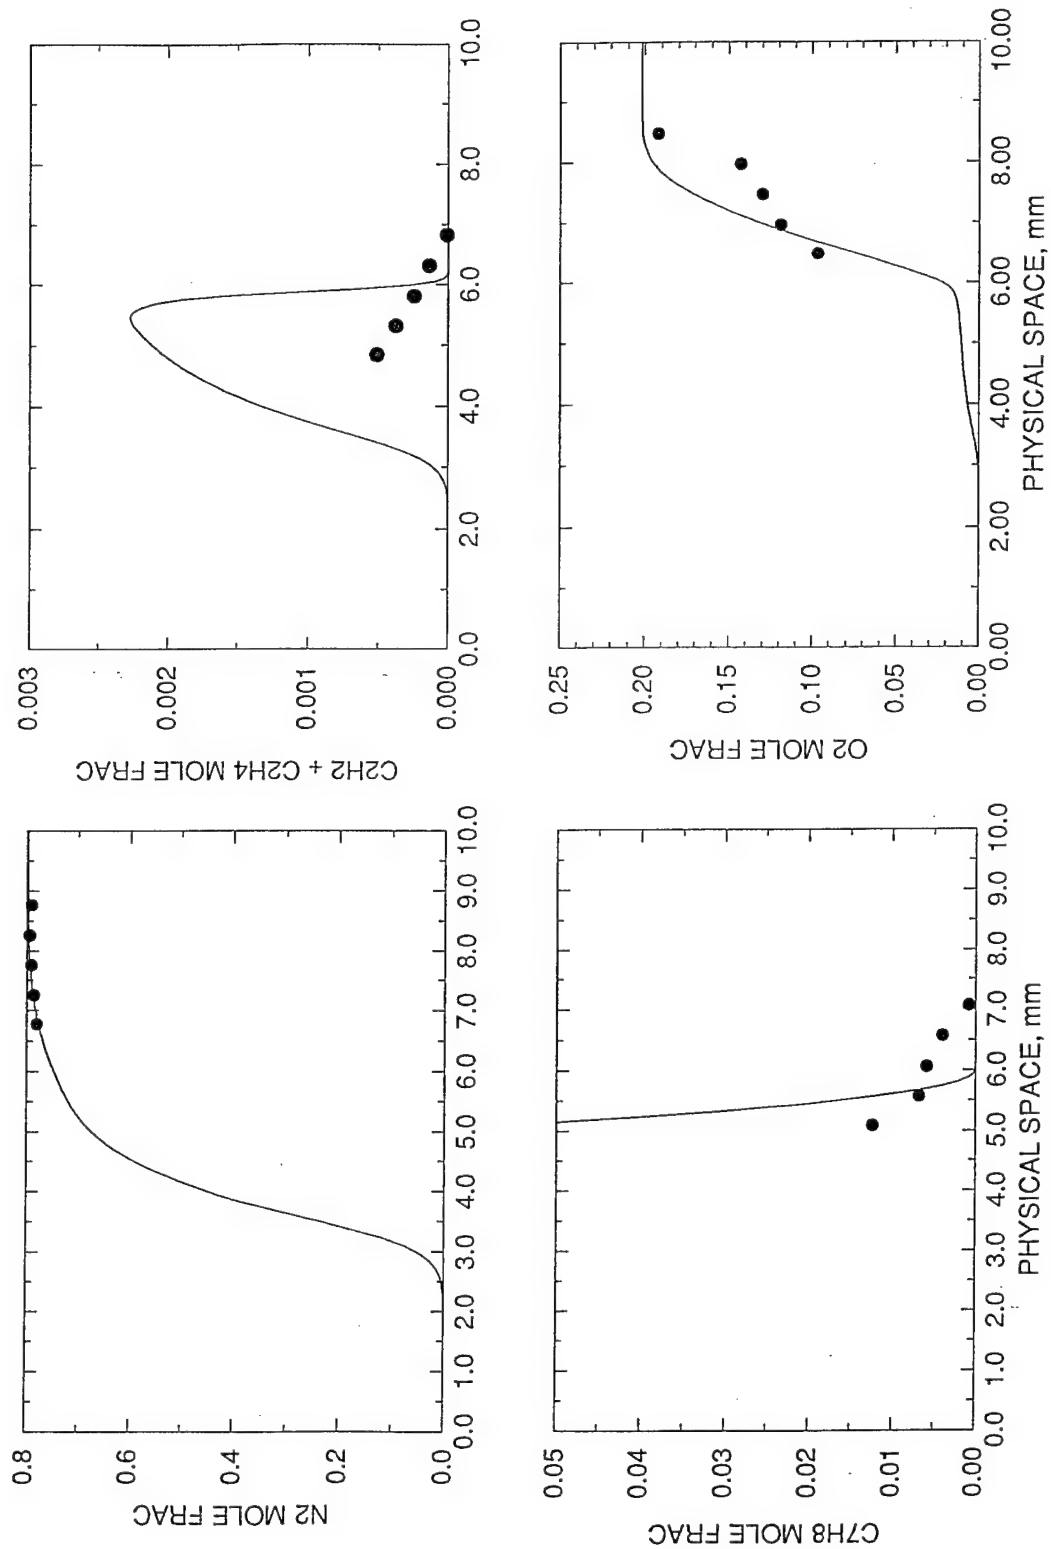 N2 MOLE FRAC
0.8
0.6
0.4
0.2
0.0
0.0 1.0 2.0 3.0 4.0 5.0 6.0 7.0 8.0 9.0 10.0
C2H2 + C2H4 MOLE FRAC
0.003
0.002
0.001
0.000
0.0 2.0 4.0 6.0 8.0 10.0
C7H8 MOLE FRAC
0.05
0.04
0.03
0.02
0.01
0.00
0.0 1.0 2.0 3.0 4.0 5.0 6.0 7.0 8.0 9.0 10.0
PHYSICAL SPACE, mm
O2 MOLE FRAC
0.25
0.20
0.15
0.10
0.05
0.00
0.00 2.00 4.00 6.00 8.00 10.00
PHYSICAL SPACE, mm